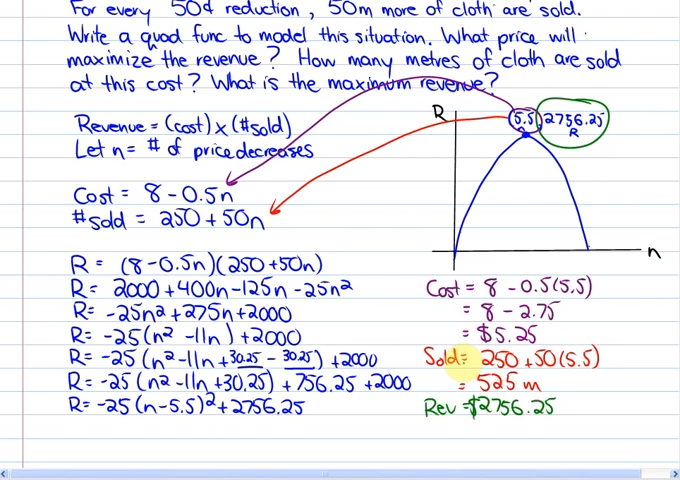 For every 50¢ reduction, 50m more of cloth are sold.
Write a quad func to model this situation. What price will
maximize the revenue? How many metres of cloth are sold
at this cost? What is the maximum revenue?
Revenue = (cost) x (#sold)
Let n = # of price decreases
Cost = 8 - 0.5n
#sold = 250 + 50n
R = (8 - 0.5n)(250 + 50n)
R = 2000 + 400n - 125n - 25n²
R = -25n² + 275n + 2000
R = -25(n² - 11n ) + 2000
R = -25(n² - 11n + 30.25 - 30.25) + 2000
R = -25(n² - 11n + 30.25) + 756.25 + 2000
R = -25(n - 5.5)² + 2756.25
R
(5.5, 2756.25)
n R
n
Cost = 8 - 0.5(5.5)
= 8 - 2.75
= $5.25
Sold = 250 + 50(5.5)
= 525 m
Rev = $2756.25